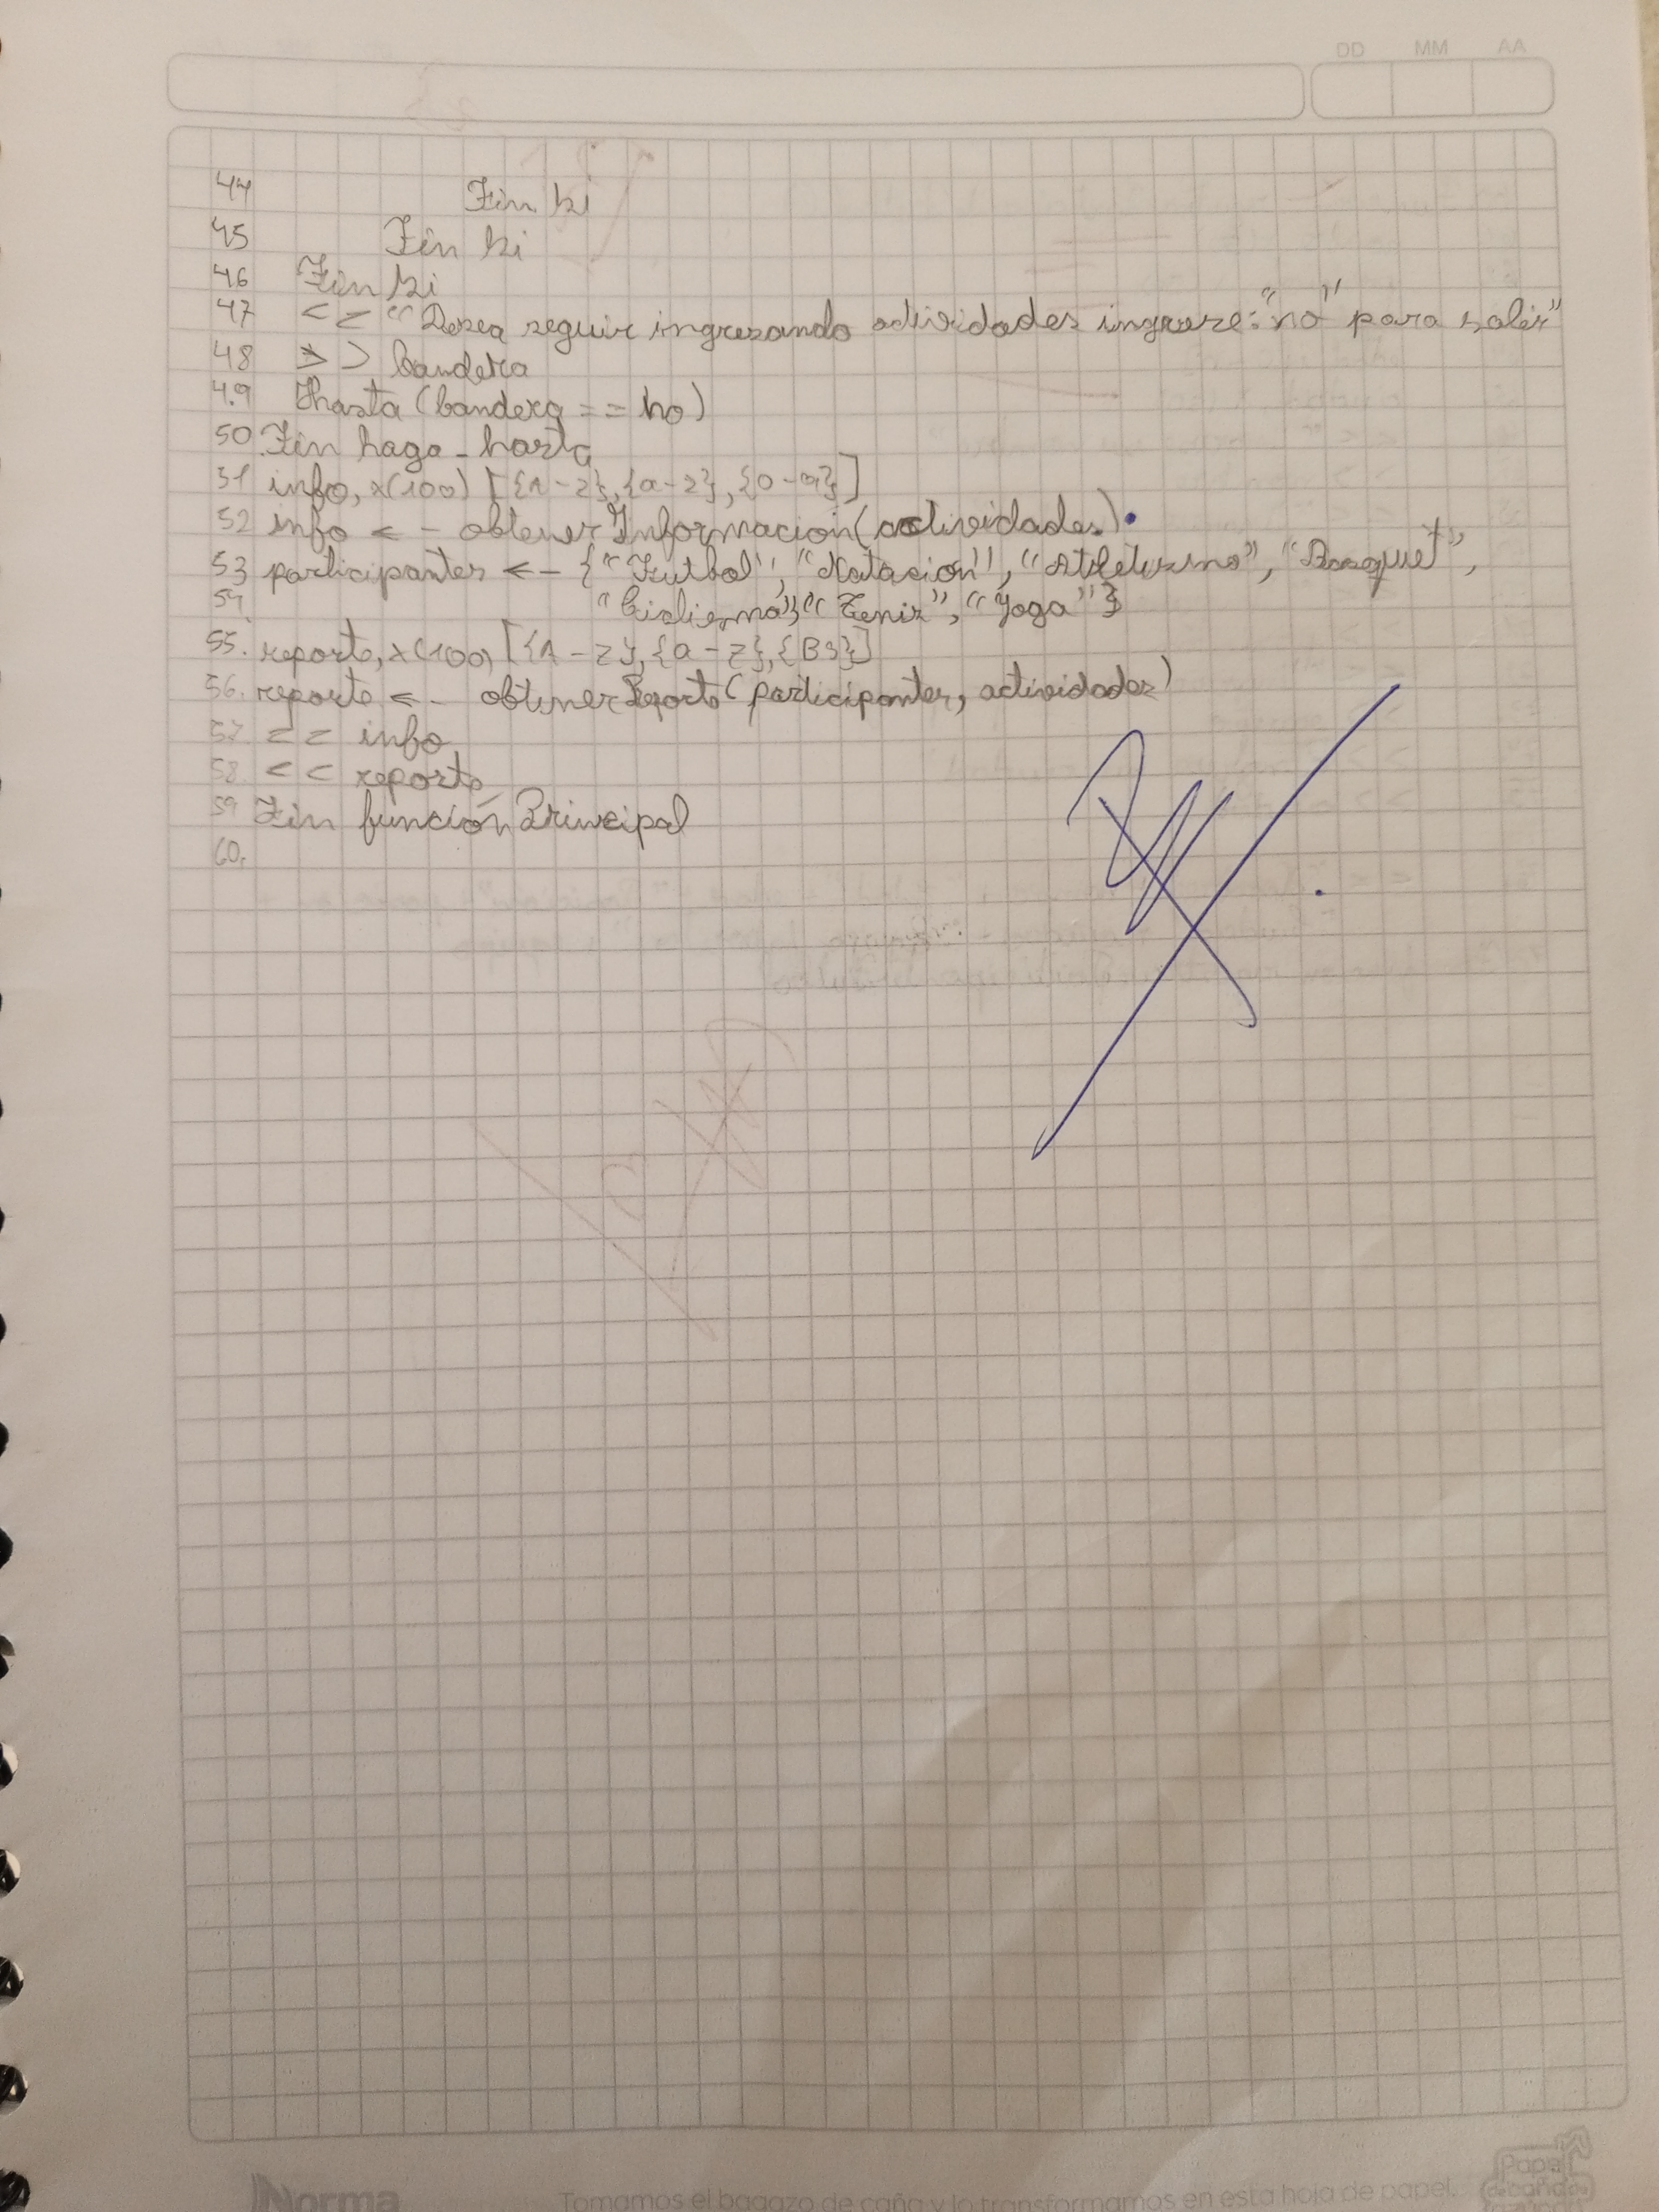 DD MM AA
44 Fin si
45 Fin si
46 Fin si
47 << "Desea seguir ingresando actividades ingrese: "no" para salir"
48 >> bandera
49 Hasta (bandera == no)
50. Fin haga - hasta
51 info, x(100) [{A-z},{a-z},{0-9}]
52 info <- obtenerInformacion(actividades).
53 participantes <- {"Futbol", "Natacion", "Atletismo", "Basquet",
54. "Ciclismo", "Tenis", "Yoga"}
55. reporte, x(100) [{A-Z},{a-z},{Bs}]
56. reporte <- obtenerReporte(participantes, actividades)
57. << info
58. << reporte
59 Fin función Principal
60.
Norma
Tomamos el bagazo de caña y lo transformamos en esta hoja de papel.
Papel de caña